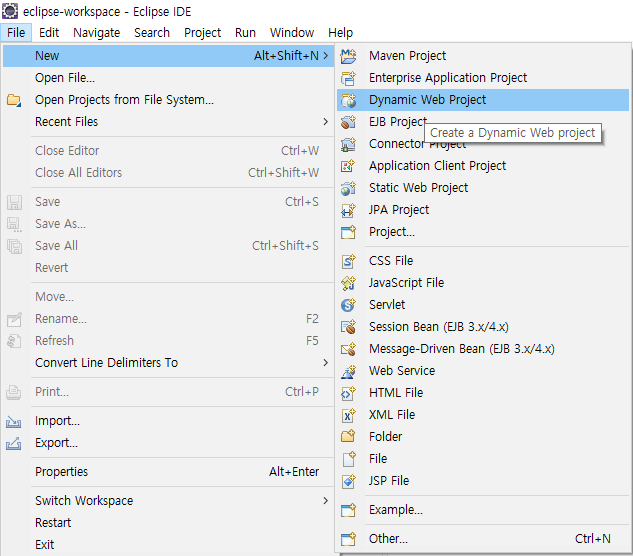 eclipse-workspace - Eclipse IDE
File Edit Navigate Search Project Run Window Help
New Alt+Shift+N >
Open File...
Open Projects from File System...
Recent Files >
Close Editor Ctrl+W
Close All Editors Ctrl+Shift+W
Save Ctrl+S
Save As...
Save All Ctrl+Shift+S
Revert
Move...
Rename... F2
Refresh F5
Convert Line Delimiters To >
Print... Ctrl+P
Import...
Export...
Properties Alt+Enter
Switch Workspace >
Restart
Exit
Maven Project
Enterprise Application Project
Dynamic Web Project
EJB Project
Create a Dynamic Web project
Connector Project
Application Client Project
Static Web Project
JPA Project
Project...
CSS File
JavaScript File
Servlet
Session Bean (EJB 3.x/4.x)
Message-Driven Bean (EJB 3.x/4.x)
Web Service
HTML File
XML File
Folder
File
JSP File
Example...
Other... Ctrl+N